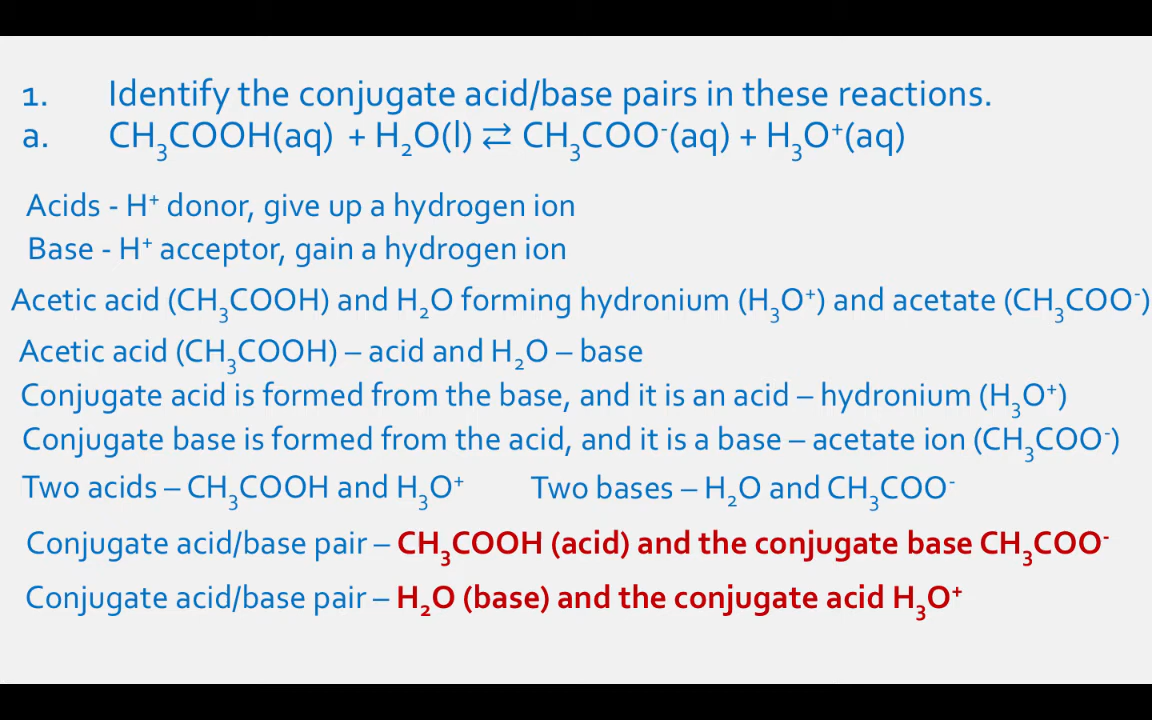 1. Identify the conjugate acid/base pairs in these reactions.
a. CH₃COOH(aq) + H₂O(l) ⇄ CH₃COO⁻(aq) + H₃O⁺(aq)
Acids - H⁺ donor, give up a hydrogen ion
Base - H⁺ acceptor, gain a hydrogen ion
Acetic acid (CH₃COOH) and H₂O forming hydronium (H₃O⁺) and acetate (CH₃COO⁻)
Acetic acid (CH₃COOH) – acid and H₂O – base
Conjugate acid is formed from the base, and it is an acid – hydronium (H₃O⁺)
Conjugate base is formed from the acid, and it is a base – acetate ion (CH₃COO⁻)
Two acids – CH₃COOH and H₃O⁺ Two bases – H₂O and CH₃COO⁻
Conjugate acid/base pair – CH₃COOH (acid) and the conjugate base CH₃COO⁻
Conjugate acid/base pair – H₂O (base) and the conjugate acid H₃O⁺